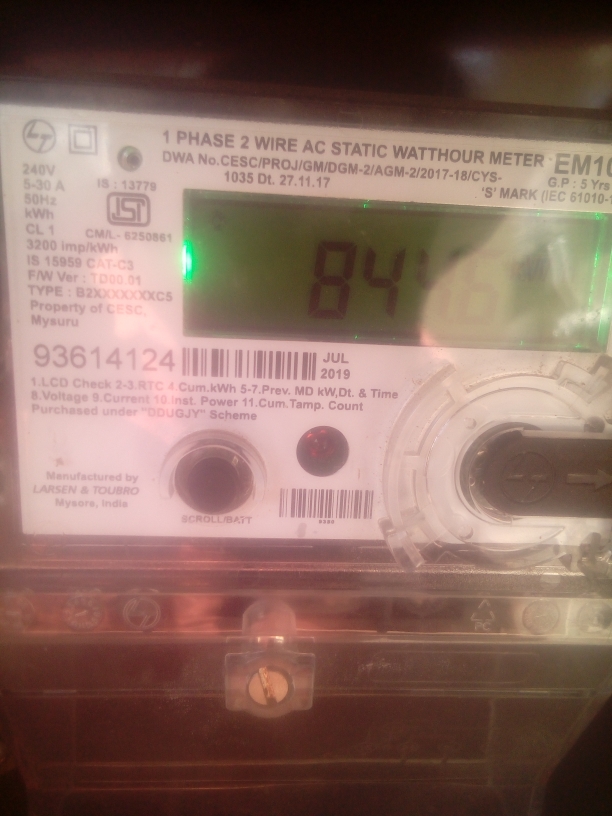 1 PHASE 2 WIRE AC STATIC WATTHOUR METER EM10
DWA No.CESC/PROJ/GM/DGM-2/AGM-2/2017-18/CYS-
1035 Dt. 27.11.17
G.P : 5 Yrs
'S' MARK (IEC 61010-1
240V
5-30 A
50Hz
kWh
CL 1
3200 imp/kWh
IS 15959 CAT-C3
F/W Ver : TD00.01
TYPE : B2XXXXXXXC5
Property of CESC,
Mysuru
IS : 13779
ISI
CM/L- 6250861
93614124
JUL
2019
1.LCD Check 2-3.RTC 4.Cum.kWh 5-7.Prev. MD kW,Dt. & Time
8.Voltage 9.Current 10.Inst. Power 11.Cum.Tamp. Count
Purchased under "DDUGJY" Scheme
Manufactured by
LARSEN & TOUBRO
Mysore, India
SCROLL/BATT